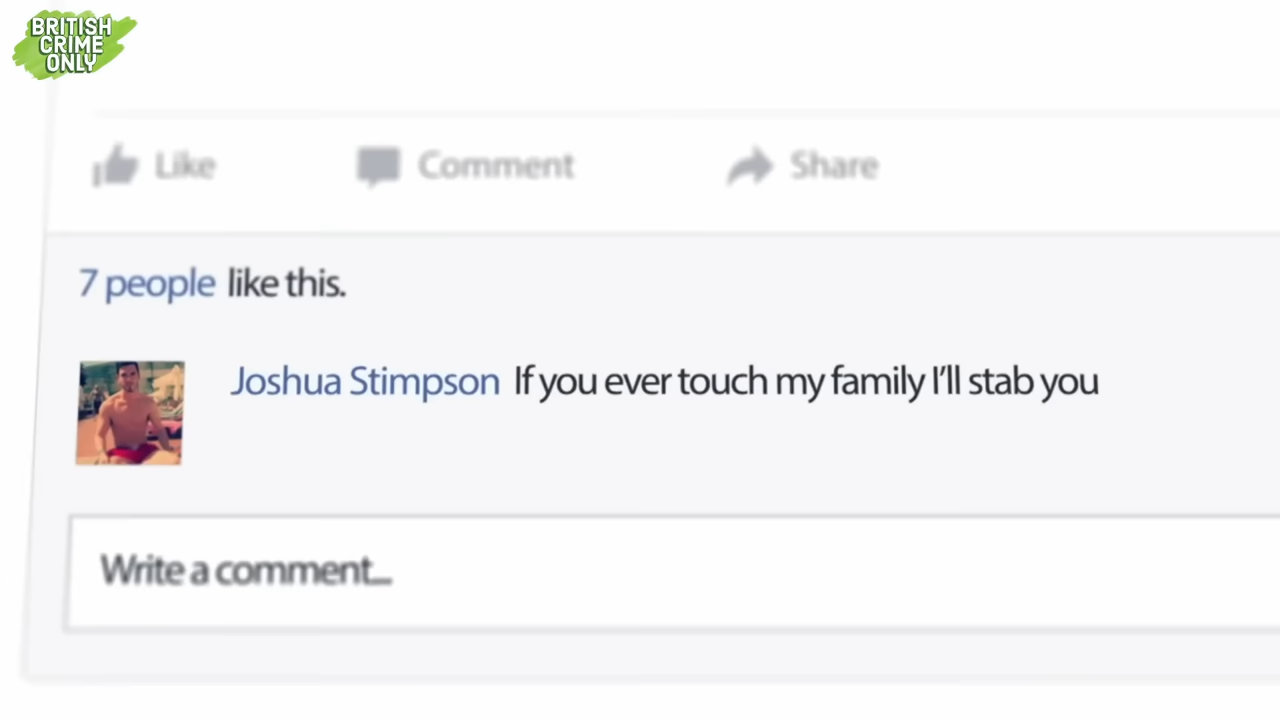 BRITISH
CRIME
ONLY
Like Comment Share
7 people like this.
Joshua Stimpson If you ever touch my family I'll stab you
Write a comment...